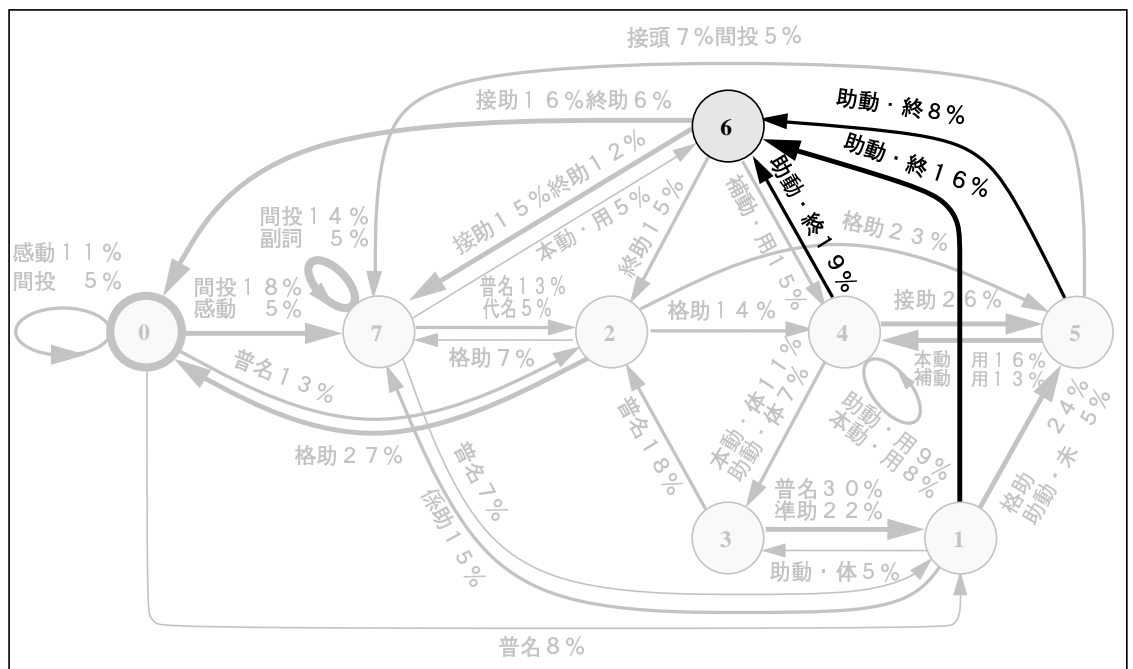 接頭７%間投５%
接助１６%終助６%
助動・終８%
6
助動・終１６%
接助１５%終助１２%
本動・用５%
助動・終１９%
補動・用１５%
終助１５%
格助２３%
間投１４%
副詞　５%
感動１１%
間投　５%
間投１８%
感動　５%
普名１３%
代名５%
格助１４%
接助２６%
0
7
2
4
5
格助７%
本動　用１６%
補動　用１３%
普名１３%
格助２７%
本動・体１１%
助動・体７%
助動・用９%
本動・用８%
普名１８%
普名７%
係助１５%
格助　２４%
助動・未　５%
普名３０%
準助２２%
3
1
助動・体５%
普名８%